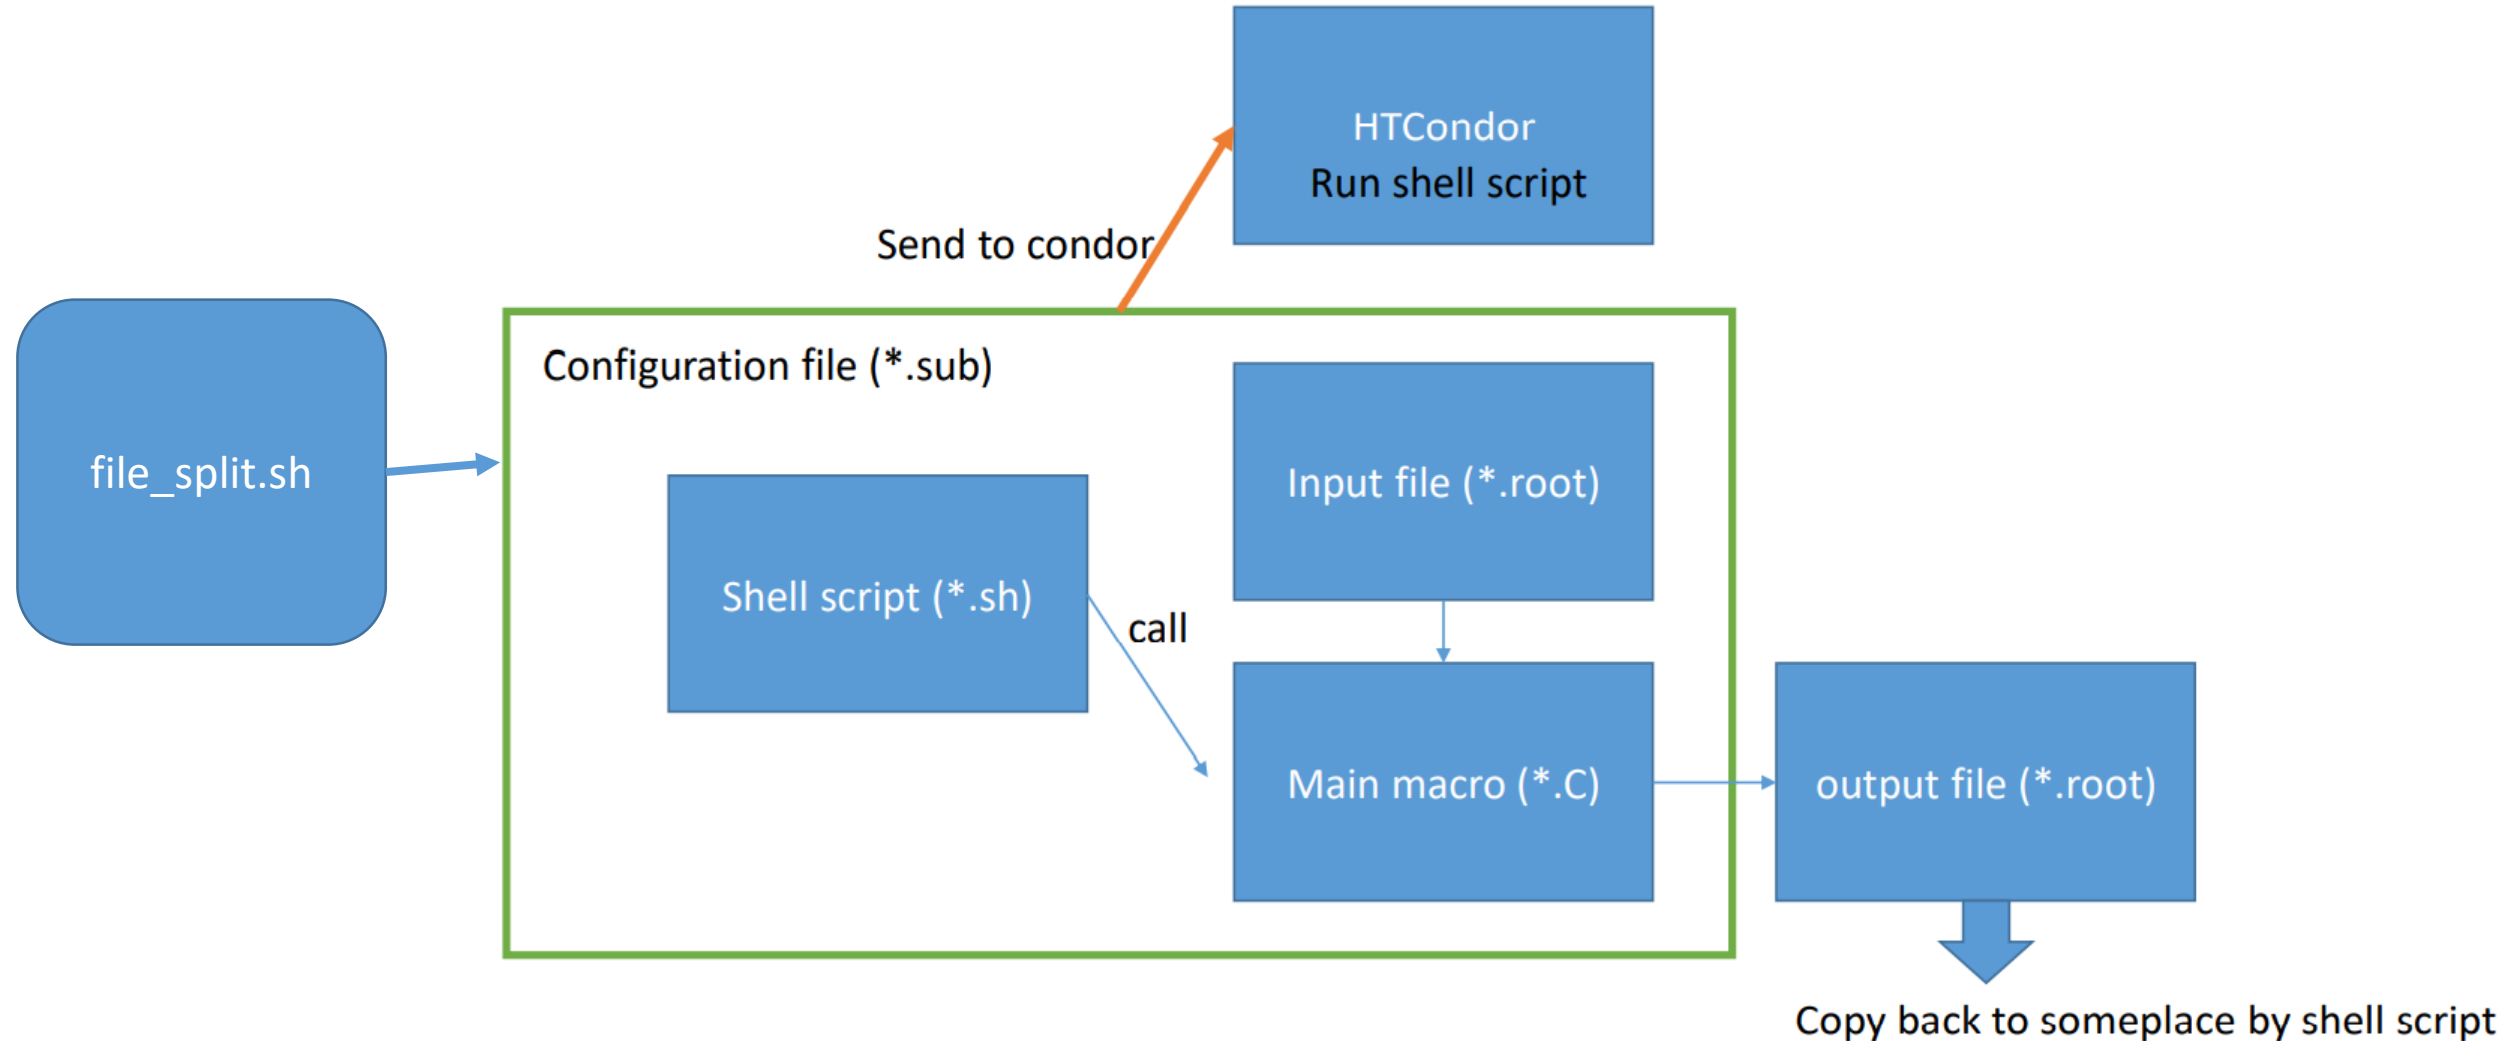 HTCondor
Run shell script
Send to condor
Configuration file (*.sub)
file_split.sh
Input file (*.root)
Shell script (*.sh)
call
Main macro (*.C)
output file (*.root)
Copy back to someplace by shell script